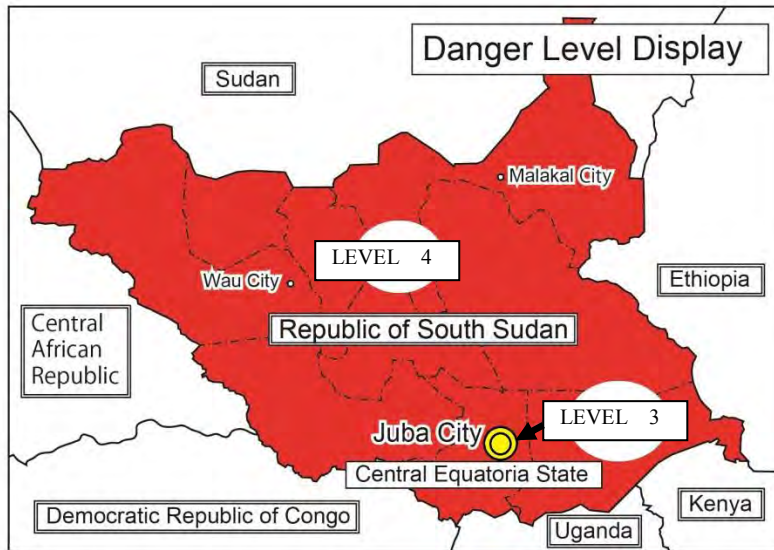 Danger Level Display
Sudan
Malakal City
LEVEL 4
Wau City
Ethiopia
Central
African
Republic
Republic of South Sudan
LEVEL 3
Juba City
Central Equatoria State
Kenya
Democratic Republic of Congo
Uganda